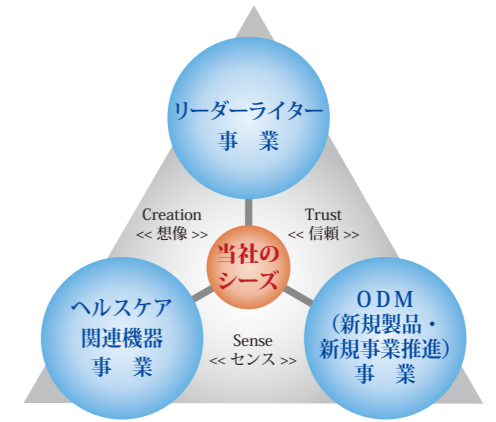 リーダーライター
事 業
Creation
<< 想像 >>
Trust
<< 信頼 >>
当社の
シーズ
ヘルスケア
関連機器
事 業
Sense
<< センス >>
ODM
(新規製品・
新規事業推進)
事 業